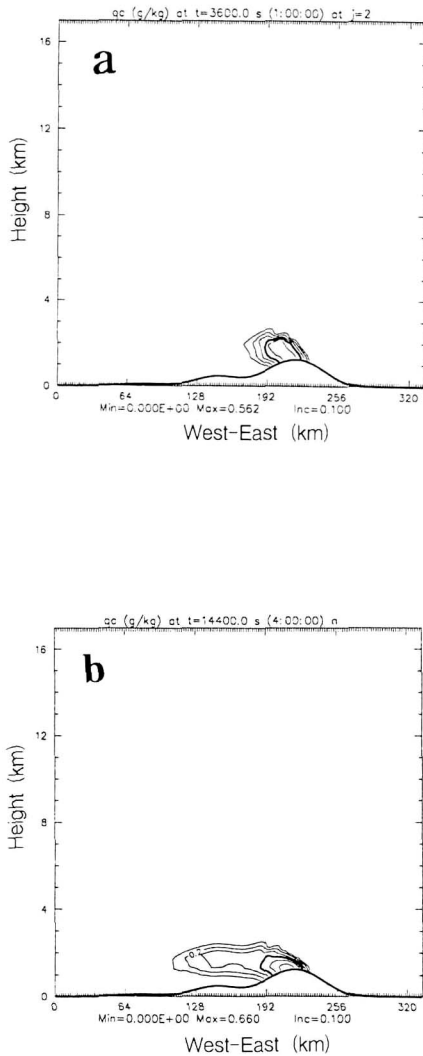 qc (g/kg) at t=3600.0 s (1:00:00) at j=2
a
16
12
8
4
0
Height (km)
0 64 128 192 256 320
Min=0.000E+00 Max=0.562 Inc=0.100
West-East (km)
qc (g/kg) at t=14400.0 s (4:00:00) n
b
16
12
8
4
0
Height (km)
0.2
0 64 128 192 256 320
Min=0.000E+00 Max=0.660 Inc=0.100
West-East (km)